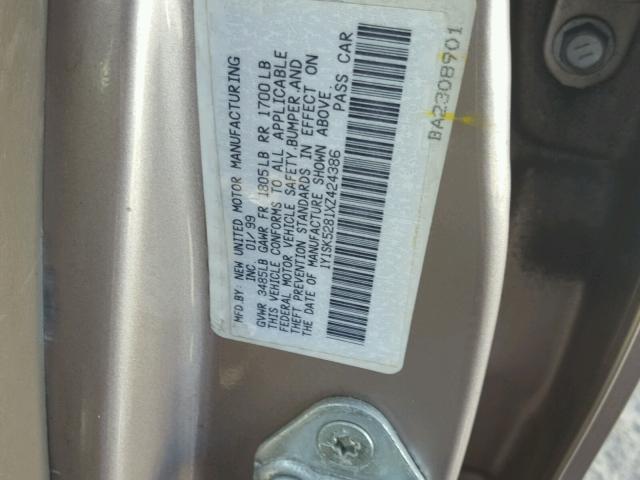 MFD.BY: NEW UNITED MOTOR MANUFACTURING
INC. 01/99
GVWR 3485LB GAWR FR 1805LB RR 1700LB
THIS VEHICLE CONFORMS TO ALL APPLICABLE
FEDERAL MOTOR VEHICLE SAFETY,BUMPER,AND
THEFT PREVENTION STANDARDS IN EFFECT ON
THE DATE OF MANUFACTURE SHOWN ABOVE.
1Y1SK5281XZ424386 PASS CAR
BA2308901